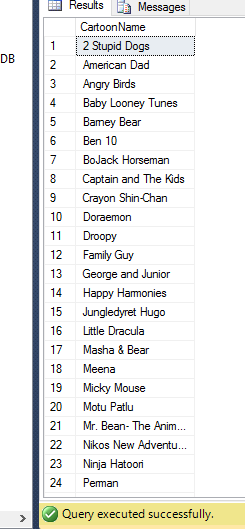 Results Messages
DB
CartoonName
1 2 Stupid Dogs
2 American Dad
3 Angry Birds
4 Baby Looney Tunes
5 Barney Bear
6 Ben 10
7 BoJack Horseman
8 Captain and The Kids
9 Crayon Shin-Chan
10 Doraemon
11 Droopy
12 Family Guy
13 George and Junior
14 Happy Harmonies
15 Jungledyret Hugo
16 Little Dracula
17 Masha & Bear
18 Meena
19 Micky Mouse
20 Motu Patlu
21 Mr. Bean- The Anim...
22 Nikos New Adventu...
23 Ninja Hatoori
24 Perman
Query executed successfully.